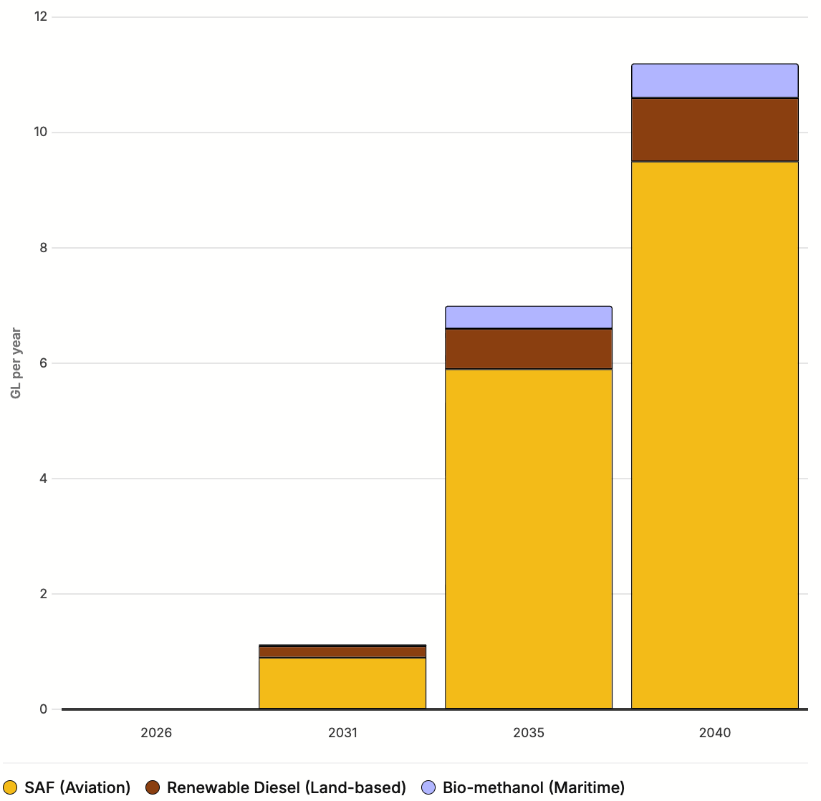 12
10
8
6
4
2
0
GL per year
2026 2031 2035 2040
SAF (Aviation) Renewable Diesel (Land-based) Bio-methanol (Maritime)